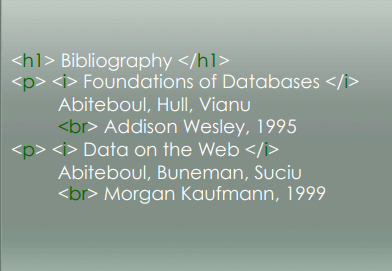 <h1> Bibliography </h1>
<p> <i> Foundations of Databases </i>
Abiteboul, Hull, Vianu
<br> Addison Wesley, 1995
<p> <i> Data on the Web </i>
Abiteboul, Buneman, Suciu
<br> Morgan Kaufmann, 1999